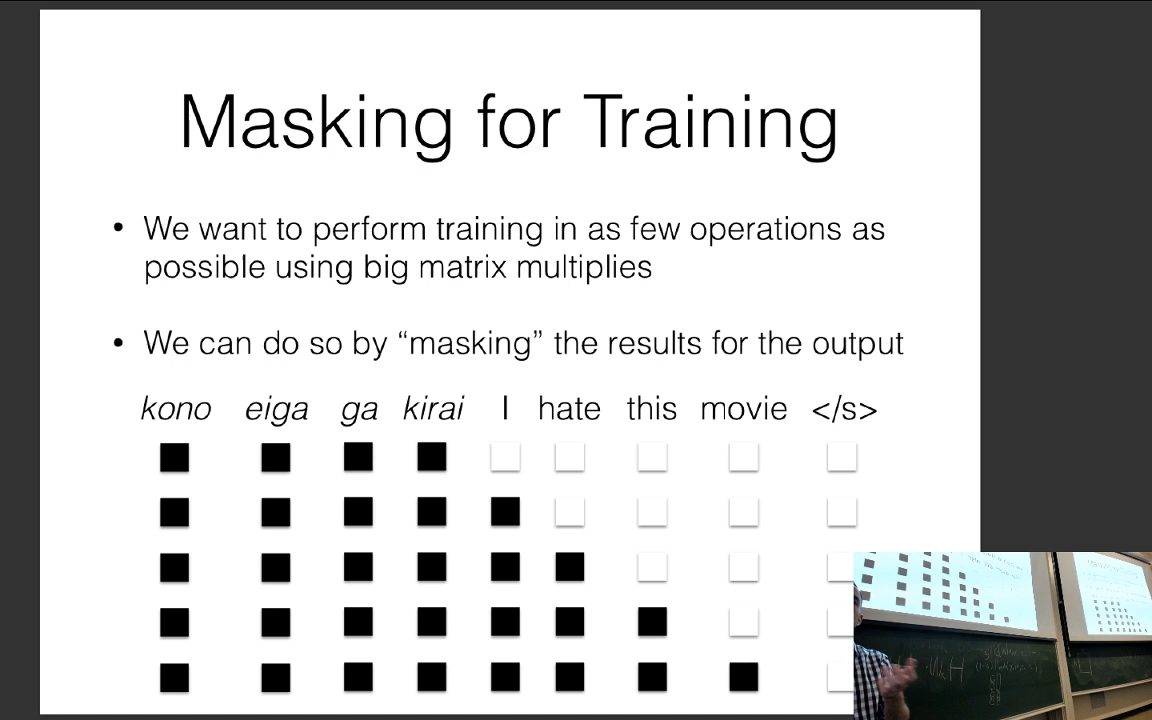 Masking for Training
• We want to perform training in as few operations as
possible using big matrix multiplies
• We can do so by “masking” the results for the output
kono eiga ga kirai I hate this movie </s>